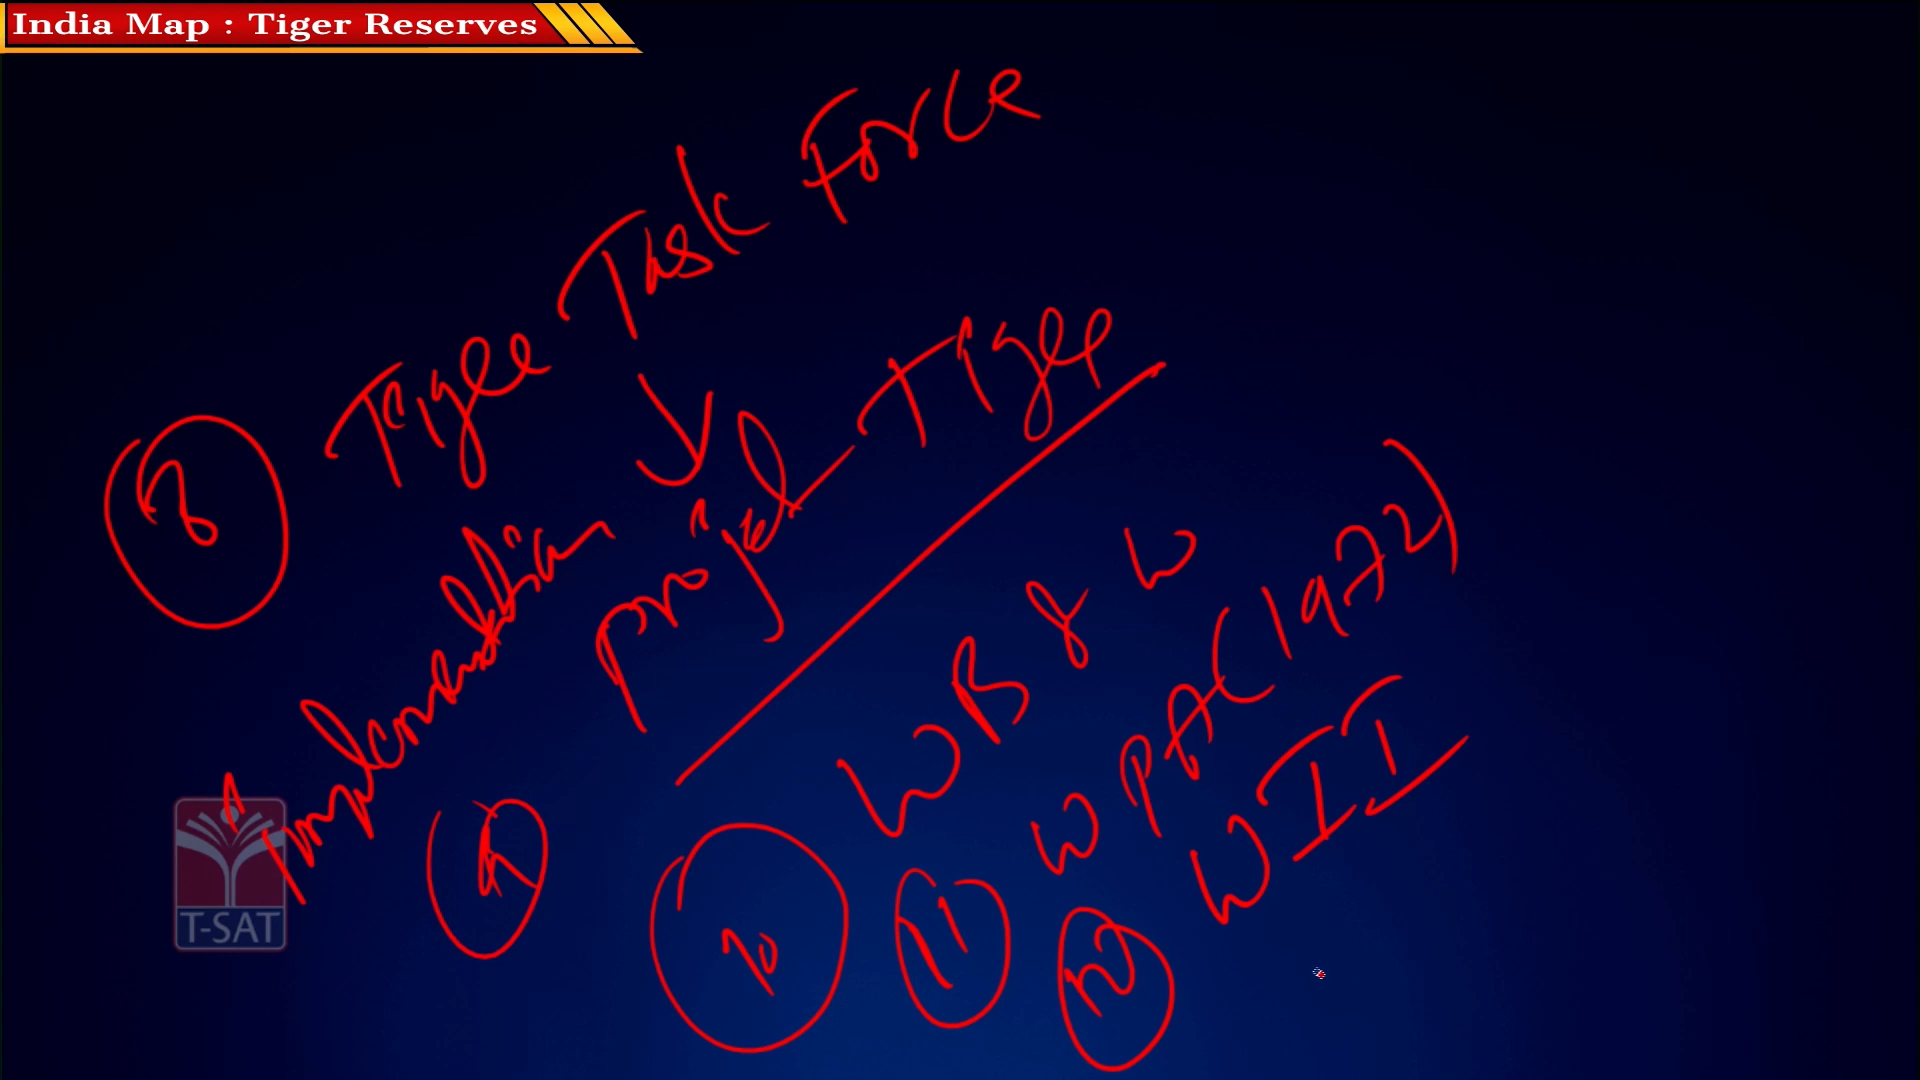 India Map : Tiger Reserves
8 Tiger Task Force
Implementation Project Tiger
9
10 WB & W
11 WPA (1972)
12 WII
T-SAT